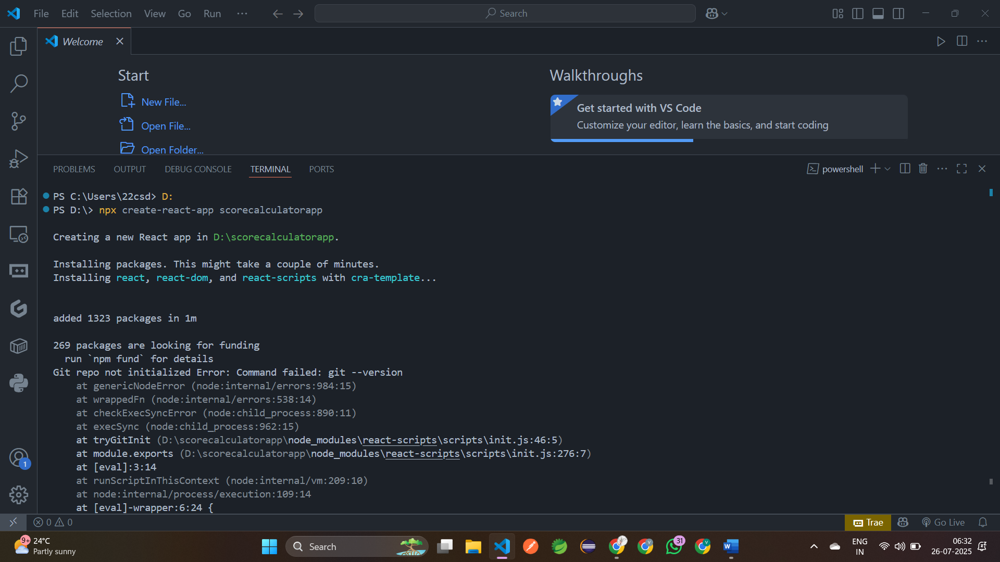 File Edit Selection View Go Run ···
Search
Welcome
Start
New File...
Open File...
Open Folder...
Walkthroughs
Get started with VS Code
Customize your editor, learn the basics, and start coding
PROBLEMS OUTPUT DEBUG CONSOLE TERMINAL PORTS
powershell
PS C:\Users\22csd> D:
PS D:\> npx create-react-app scorecalculatorapp
Creating a new React app in D:\scorecalculatorapp.
Installing packages. This might take a couple of minutes.
Installing react, react-dom, and react-scripts with cra-template...
added 1323 packages in 1m
269 packages are looking for funding
run `npm fund` for details
Git repo not initialized Error: Command failed: git --version
at genericNodeError (node:internal/errors:984:15)
at wrappedFn (node:internal/errors:538:14)
at checkExecSyncError (node:child_process:890:11)
at execSync (node:child_process:962:15)
at tryGitInit (D:\scorecalculatorapp\node_modules\react-scripts\scripts\init.js:46:5)
at module.exports (D:\scorecalculatorapp\node_modules\react-scripts\scripts\init.js:276:7)
at [eval]:3:14
at runScriptInThisContext (node:internal/vm:209:10)
at node:internal/process/execution:109:14
at [eval]-wrapper:6:24 {
1
0 0
Trae
Go Live
9+
24°C
Partly sunny
Search
31
V
V
W
ENG
IN
06:32
26-07-2025